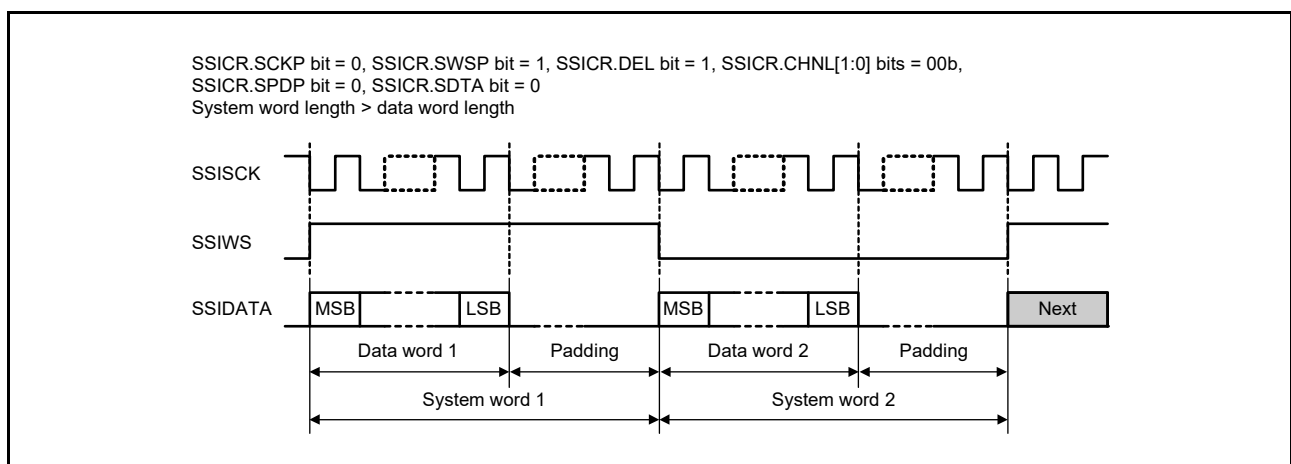 SSICR.SCKP bit = 0, SSICR.SWSP bit = 1, SSICR.DEL bit = 1, SSICR.CHNL[1:0] bits = 00b,
SSICR.SPDP bit = 0, SSICR.SDTA bit = 0
System word length > data word length
SSISCK
SSIWS
SSIDATA MSB LSB MSB LSB Next
Data word 1 Padding Data word 2 Padding
System word 1 System word 2